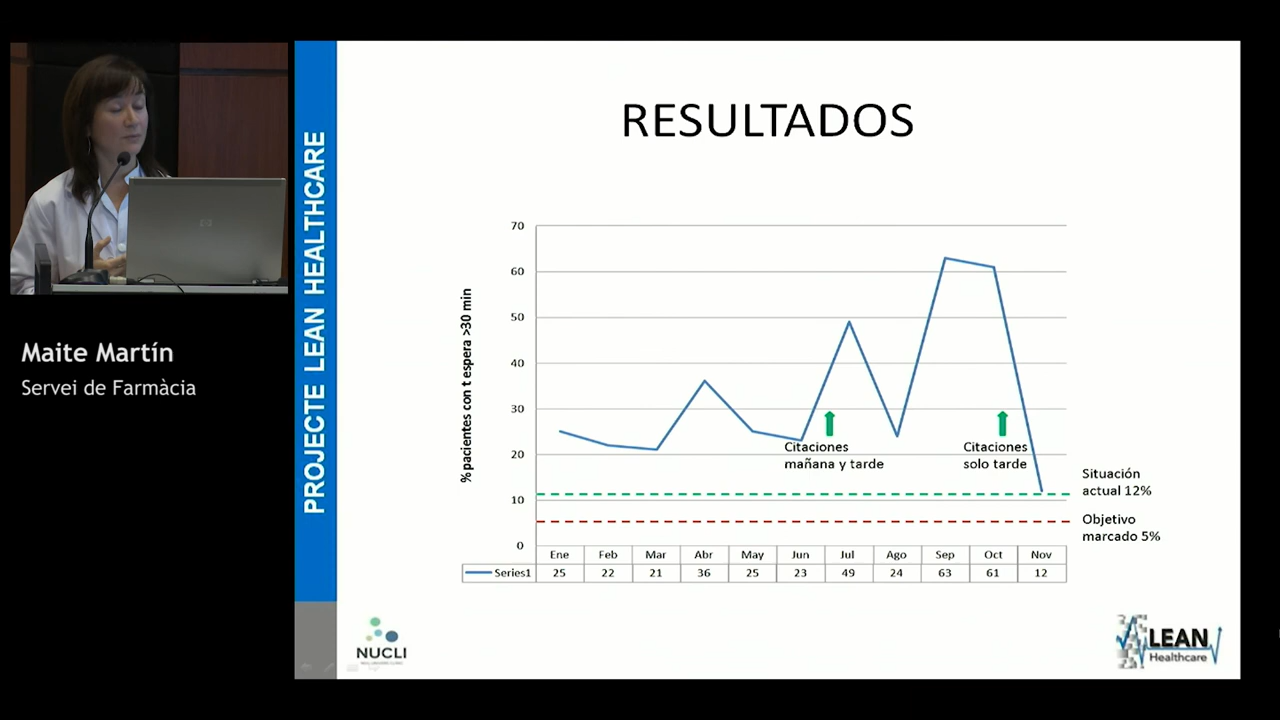 Maite Martín
Servei de Farmàcia
PROJECTE LEAN HEALTHCARE
RESULTADOS
% pacientes con t espera >30 min
70
60
50
40
30
20
10
0
Citaciones
mañana y tarde
Citaciones
solo tarde
Situación
actual 12%
Objetivo
marcado 5%
Ene Feb Mar Abr May Jun Jul Ago Sep Oct Nov
Series1 25 22 21 36 25 23 49 24 63 61 12
NUCLI
LEAN
Healthcare